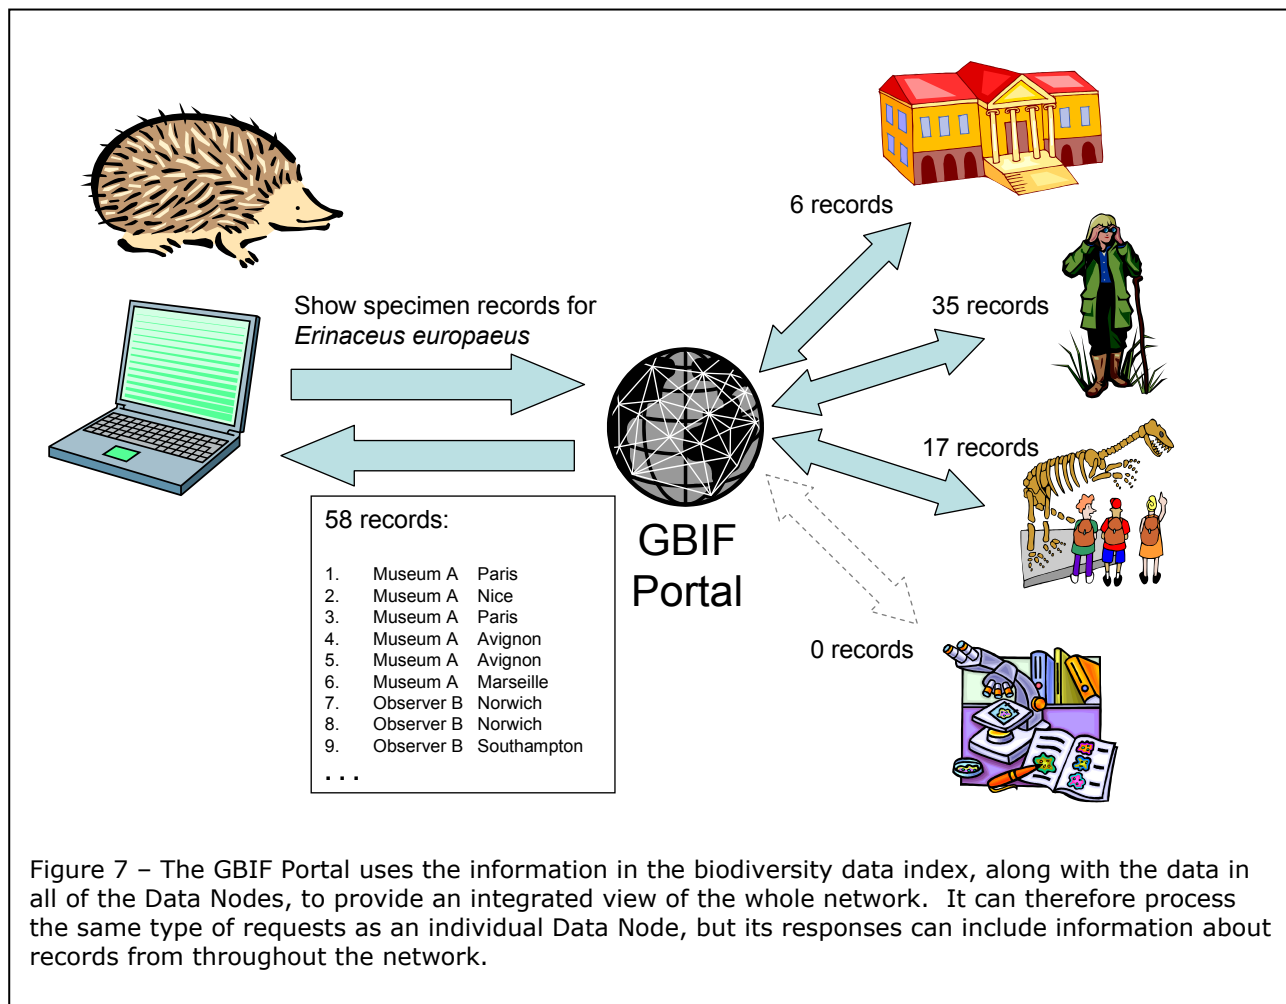 6 records
35 records
Show specimen records for
Erinaceus europaeus
17 records
58 records:
GBIF
Portal
1. Museum A Paris
2. Museum A Nice
3. Museum A Paris
4. Museum A Avignon
5. Museum A Avignon
6. Museum A Marseille
7. Observer B Norwich
8. Observer B Norwich
9. Observer B Southampton
. . .
0 records
Figure 7 – The GBIF Portal uses the information in the biodiversity data index, along with the data in
all of the Data Nodes, to provide an integrated view of the whole network.  It can therefore process
the same type of requests as an individual Data Node, but its responses can include information about
records from throughout the network.